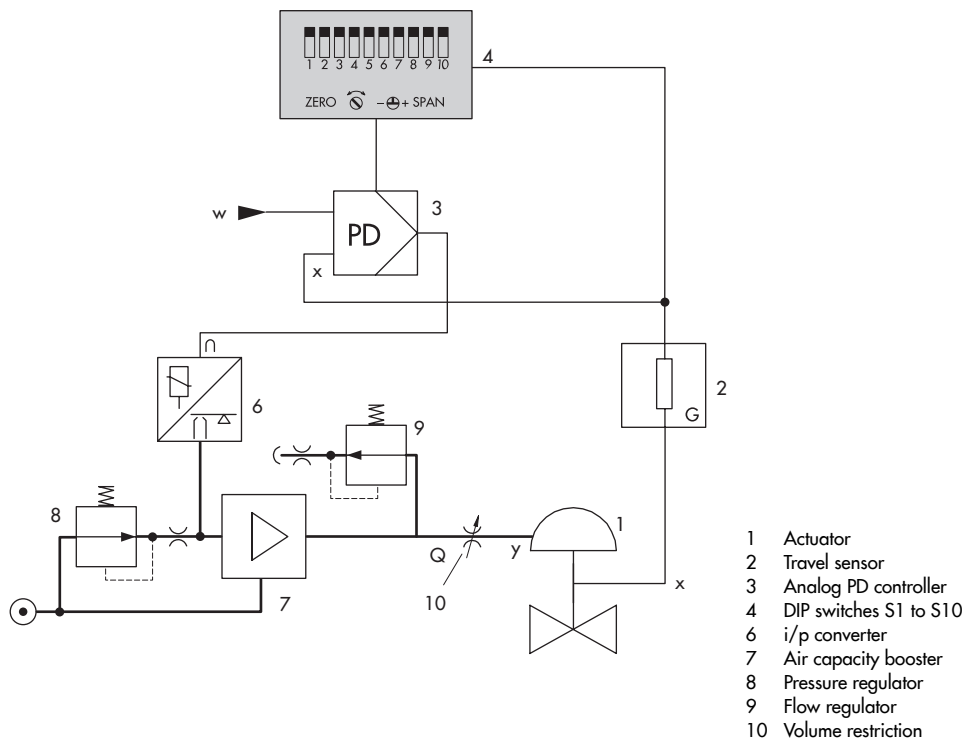 1 2 3 4 5 6 7 8 9 10
4
ZERO - + SPAN
3
w
PD
x
2
6
G
9
8
1
Q
y
x
7
10
1 Actuator
2 Travel sensor
3 Analog PD controller
4 DIP switches S1 to S10
6 i/p converter
7 Air capacity booster
8 Pressure regulator
9 Flow regulator
10 Volume restriction